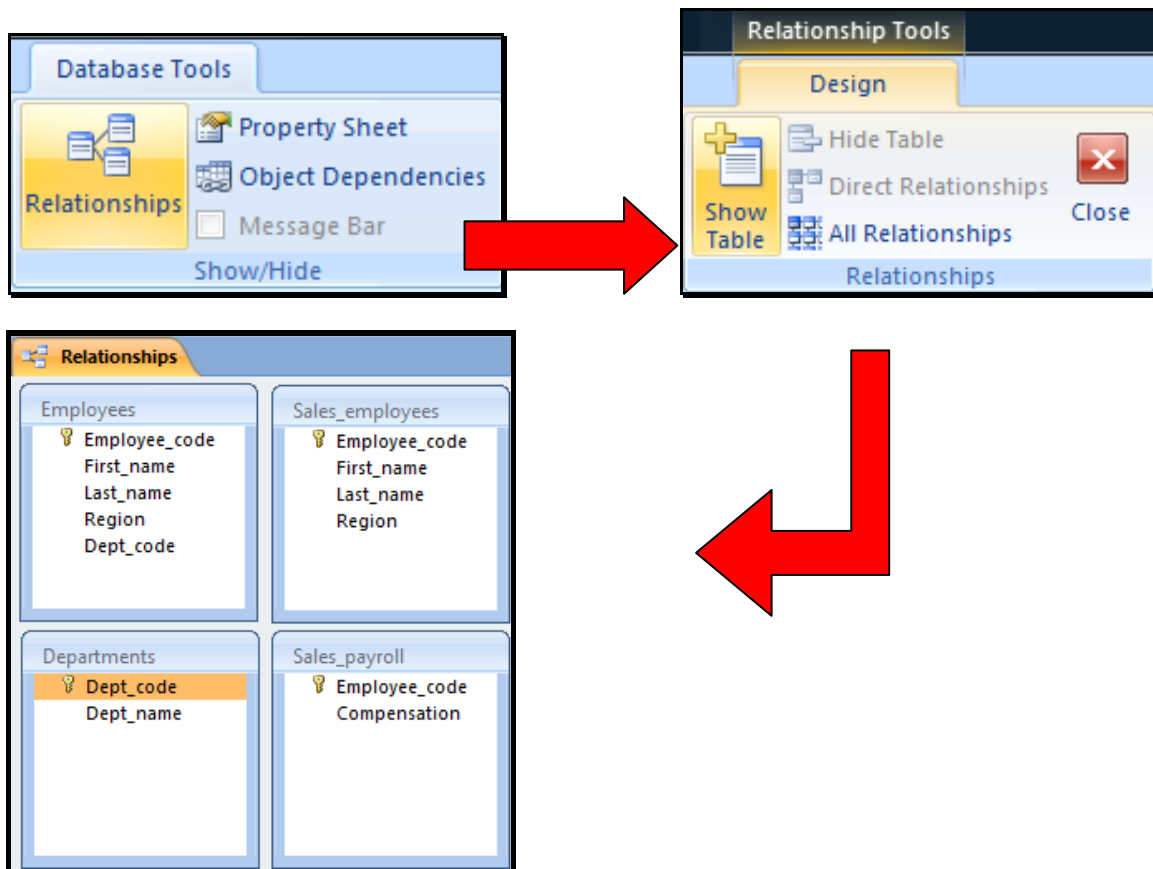 Database Tools
Relationships
Property Sheet
Object Dependencies
Message Bar
Show/Hide
Relationship Tools
Design
Show
Table
Hide Table
Direct Relationships
All Relationships
Close
Relationships
Relationships
Employees
Employee_code
First_name
Last_name
Region
Dept_code
Sales_employees
Employee_code
First_name
Last_name
Region
Departments
Dept_code
Dept_name
Sales_payroll
Employee_code
Compensation